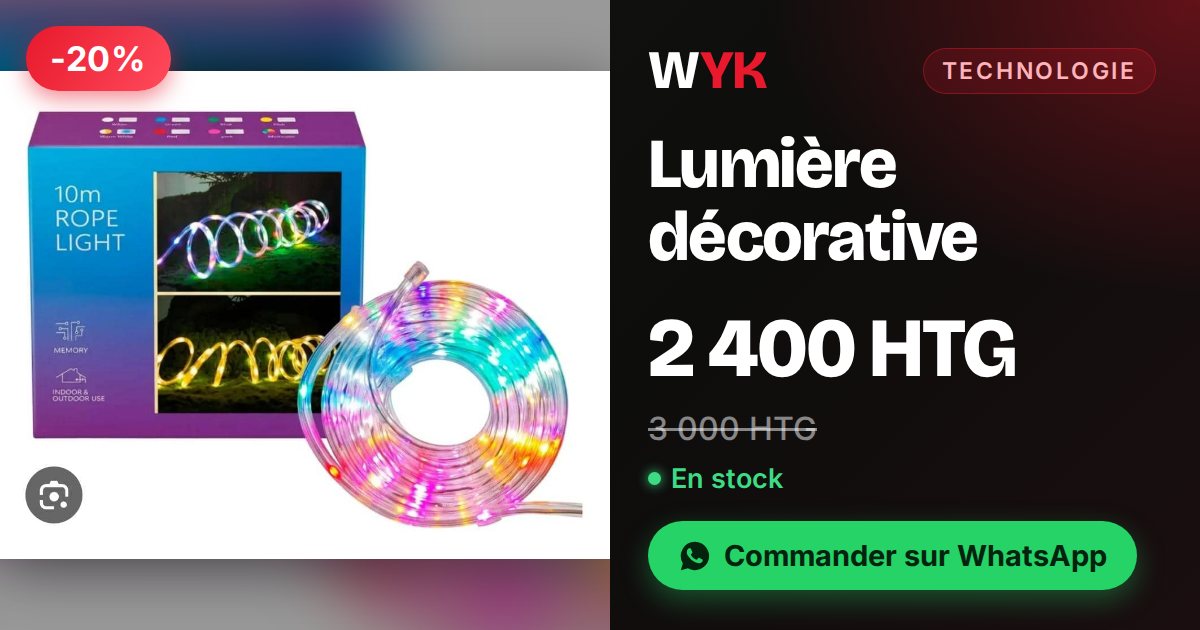 -20%
10m
ROPE
LIGHT
MEMORY
INDOOR &
OUTDOOR USE
WYK
TECHNOLOGIE
Lumière
décorative
2 400 HTG
3 000 HTG
En stock
Commander sur WhatsApp